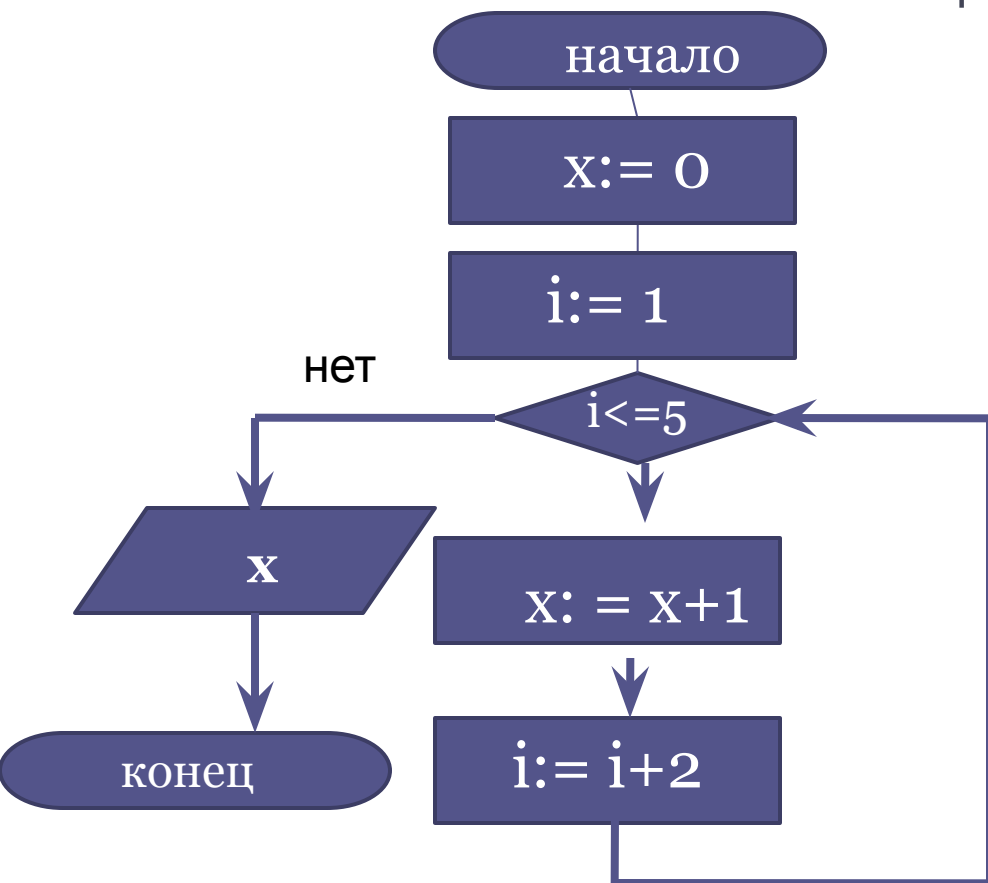 начало
x:= 0
i:= 1
нет
i<=5
x
x: = x+1
i:= i+2
конец